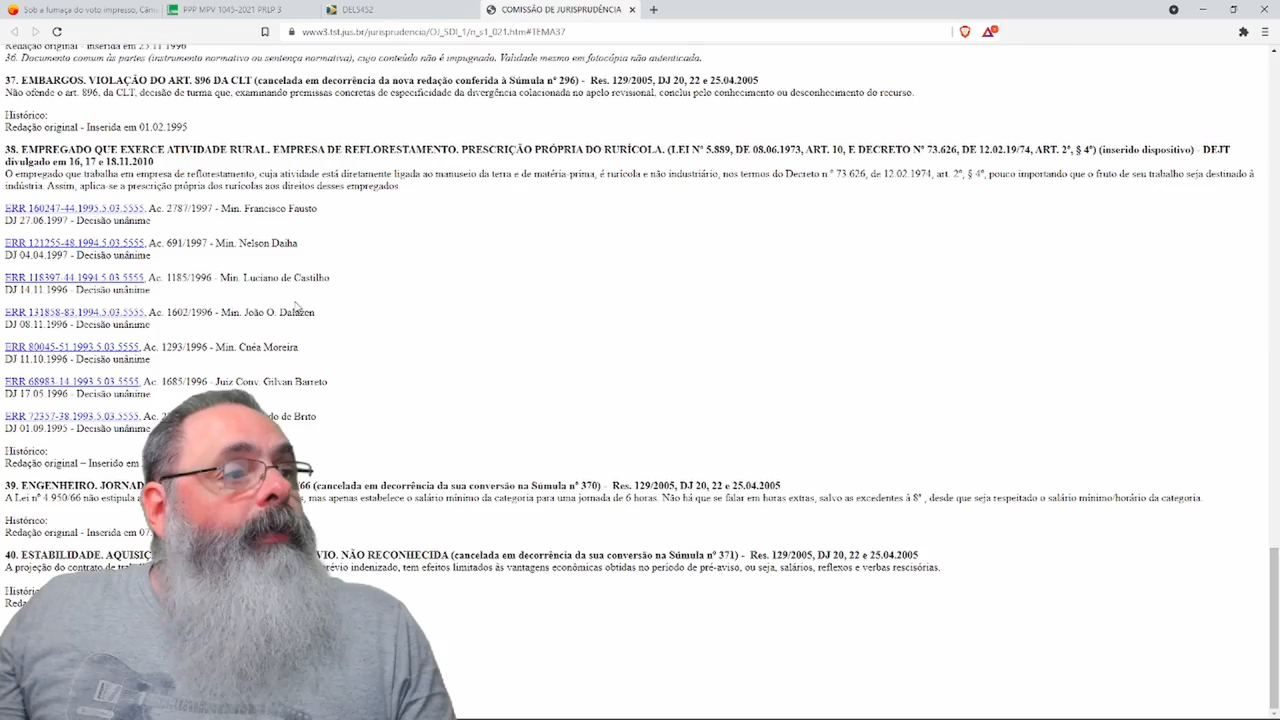 Sob a fumaça do voto impresso, Câm
PPP MPV 1045-2021 PRLP 3
DEL5452
COMISSÃO DE JURISPRUDÊNCIA
www3.tst.jus.br/jurisprudencia/OJ_SDI_1/n_s1_021.htm#TEMA37
Redação original - Inserida em 25.11.1996
36. Documento comum às partes (instrumento normativo ou sentença normativa), cujo conteúdo não é impugnado. Validade mesmo em fotocópia não autenticada.
37. EMBARGOS. VIOLAÇÃO DO ART. 896 DA CLT (cancelada em decorrência da nova redação conferida à Súmula nº 296) - Res. 129/2005, DJ 20, 22 e 25.04.2005
Não ofende o art. 896, da CLT, decisão de turma que, examinando premissas concretas de especificidade da divergência colacionada no apelo revisional, conclui pelo conhecimento ou desconhecimento do recurso.
Histórico:
Redação original - Inserida em 01.02.1995
38. EMPREGADO QUE EXERCE ATIVIDADE RURAL. EMPRESA DE REFLORESTAMENTO. PRESCRIÇÃO PRÓPRIA DO RURÍCOLA. (LEI Nº 5.889, DE 08.06.1973, ART. 10, E DECRETO Nº 73.626, DE 12.02.19/74, ART. 2º, § 4º) (inserido dispositivo) - DEJT
divulgado em 16, 17 e 18.11.2010
O empregado que trabalha em empresa de reflorestamento, cuja atividade está diretamente ligada ao manuseio da terra e de matéria-prima, é rurícola e não industriário, nos termos do Decreto n.º 73.626, de 12.02.1974, art. 2º, § 4º, pouco importando que o fruto de seu trabalho seja destinado à
indústria. Assim, aplica-se a prescrição própria dos rurícolas aos direitos desses empregados
ERR 160247-44.1995.5.03.5555, Ac. 2787/1997 - Min. Francisco Fausto
DJ 27.06.1997 - Decisão unânime
ERR 121255-48.1994.5.03.5555, Ac. 691/1997 - Min. Nelson Daiha
DJ 04.04.1997 - Decisão unânime
ERR 118397-44.1994.5.03.5555, Ac. 1185/1996 - Min. Luciano de Castilho
DJ 14.11.1996 - Decisão unânime
ERR 131858-83.1994.5.03.5555, Ac. 1602/1996 - Min. João O. Dalazen
DJ 08.11.1996 - Decisão unânime
ERR 80045-51.1993.5.03.5555, Ac. 1293/1996 - Min. Cnéa Moreira
DJ 11.10.1996 - Decisão unânime
ERR 68983-14.1993.5.03.5555, Ac. 1685/1996 - Juiz Conv. Gilvan Barreto
DJ 17.05.1996 - Decisão unânime
ERR 72357-38.1993.5.03.5555, Ac. de Brito
DJ 01.09.1995 - Decisão unânime
Histórico:
Redação original – Inserido em
39. ENGENHEIRO. JORNAD /66 (cancelada em decorrência da sua conversão na Súmula nº 370) - Res. 129/2005, DJ 20, 22 e 25.04.2005
A Lei nº 4.950/66 não estipula a mas apenas estabelece o salário mínimo da categoria para uma jornada de 6 horas. Não há que se falar em horas extras, salvo as excedentes à 8ª, desde que seja respeitado o salário mínimo/horário da categoria.
Histórico:
Redação original - Inserida em 07.
40. ESTABILIDADE. AQUISIÇ VIO. NÃO RECONHECIDA (cancelada em decorrência da sua conversão na Súmula nº 371) - Res. 129/2005, DJ 20, 22 e 25.04.2005
A projeção do contrato de trab prévio indenizado, tem efeitos limitados às vantagens econômicas obtidas no período de pré-aviso, ou seja, salários, reflexos e verbas rescisórias.
Históri
Reda